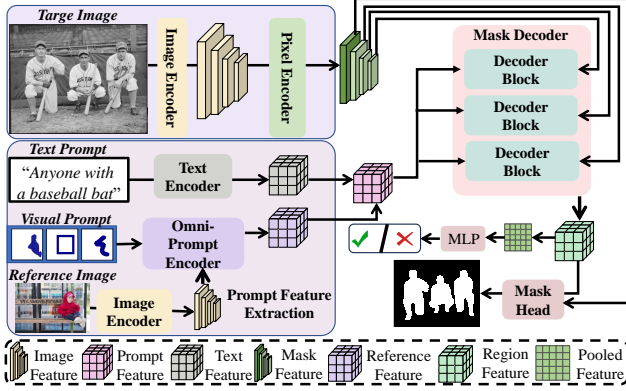 Targe Image
Image Encoder
Pixel Encoder
Mask Decoder
Decoder
Block
Decoder
Block
Decoder
Block
Text Prompt
“Anyone with
a baseball bat”
Text
Encoder
Visual Prompt
Omni-
Prompt
Encoder
Reference Image
Image
Encoder
Prompt Feature
Extraction
MLP
Mask
Head
Image
Feature
Prompt
Feature
Text
Feature
Mask
Feature
Reference
Feature
Region
Feature
Pooled
Feature